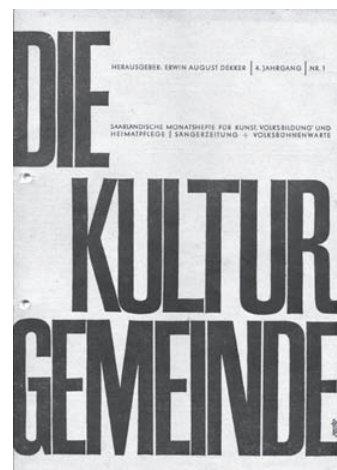 DIE
HERAUSGEBER: ERWIN AUGUST DEKKER | 4. JAHRGANG | NR. 1
SAARLÄNDISCHE MONATSHEFTE FÜR KUNST, VOLKSBILDUNG UND
HEIMATPFLEGE | SÄNGERZEITUNG + VOLKSBÜHNENWARTE
KULTUR
GEMEINDE